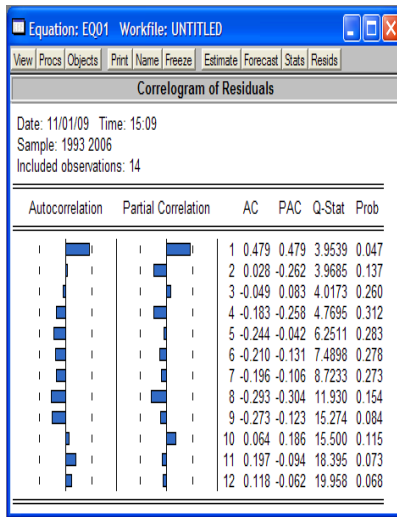 Equation: EQ01 Workfile: UNTITLED
View Procs Objects Print Name Freeze Estimate Forecast Stats Resids
Correlogram of Residuals
Date: 11/01/09 Time: 15:09
Sample: 1993 2006
Included observations: 14
Autocorrelation Partial Correlation AC PAC Q-Stat Prob
1 0.479 0.479 3.9539 0.047
2 0.028 -0.262 3.9685 0.137
3 -0.049 0.083 4.0173 0.260
4 -0.183 -0.258 4.7695 0.312
5 -0.244 -0.042 6.2511 0.283
6 -0.210 -0.131 7.4898 0.278
7 -0.196 -0.106 8.7233 0.273
8 -0.293 -0.304 11.930 0.154
9 -0.273 -0.123 15.274 0.084
10 0.064 0.186 15.500 0.115
11 0.197 -0.094 18.395 0.073
12 0.118 -0.062 19.958 0.068